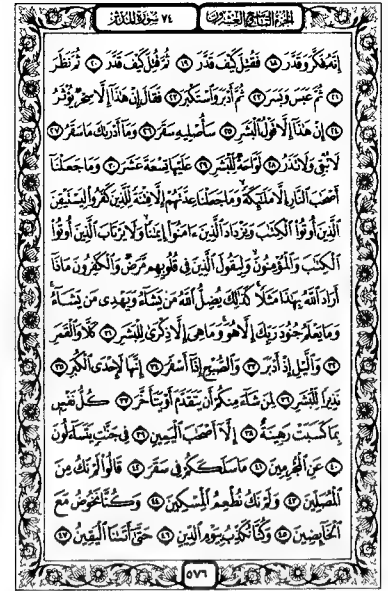 الجزء التاسع والعشرون ٧٤ سورة المدثر
إِنَّهُۥ فَكَّرَ وَقَدَّرَ ١٨ فَقُتِلَ كَيْفَ قَدَّرَ ١٩ ثُمَّ قُتِلَ كَيْفَ قَدَّرَ ٢٠ ثُمَّ نَظَرَ
٢١ ثُمَّ عَبَسَ وَبَسَرَ ٢٢ ثُمَّ أَدْبَرَ وَٱسْتَكْبَرَ ٢٣ فَقَالَ إِنْ هَٰذَآ إِلَّا سِحْرٌ يُؤْثَرُ
٢٤ إِنْ هَٰذَآ إِلَّا قَوْلُ ٱلْبَشَرِ ٢٥ سَأُصْلِيهِ سَقَرَ ٢٦ وَمَآ أَدْرَىٰكَ مَا سَقَرُ ٢٧
لَا تُبْقِى وَلَا تَذَرُ ٢٨ لَوَّاحَةٌ لِّلْبَشَرِ ٢٩ عَلَيْهَا تِسْعَةَ عَشَرَ ٣٠ وَمَا جَعَلْنَآ
أَصْحَٰبَ ٱلنَّارِ إِلَّا مَلَٰٓئِكَةً وَمَا جَعَلْنَا عِدَّتَهُمْ إِلَّا فِتْنَةً لِّلَّذِينَ كَفَرُوا۟ لِيَسْتَيْقِنَ
ٱلَّذِينَ أُوتُوا۟ ٱلْكِتَٰبَ وَيَزْدَادَ ٱلَّذِينَ ءَامَنُوٓا۟ إِيمَٰنًا وَلَا يَرْتَابَ ٱلَّذِينَ أُوتُوا۟
ٱلْكِتَٰبَ وَٱلْمُؤْمِنُونَ وَلِيَقُولَ ٱلَّذِينَ فِى قُلُوبِهِم مَّرَضٌ وَٱلْكَٰفِرُونَ مَاذَآ
أَرَادَ ٱللَّهُ بِهَٰذَا مَثَلًا كَذَٰلِكَ يُضِلُّ ٱللَّهُ مَن يَشَآءُ وَيَهْدِى مَن يَشَآءُ
وَمَا يَعْلَمُ جُنُودَ رَبِّكَ إِلَّا هُوَ وَمَا هِىَ إِلَّا ذِكْرَىٰ لِلْبَشَرِ ٣١ كَلَّا وَٱلْقَمَرِ
٣٢ وَٱلَّيْلِ إِذْ أَدْبَرَ ٣٣ وَٱلصُّبْحِ إِذَآ أَسْفَرَ ٣٤ إِنَّهَا لَإِحْدَى ٱلْكُبَرِ ٣٥
نَذِيرًا لِّلْبَشَرِ ٣٦ لِمَن شَآءَ مِنكُمْ أَن يَتَقَدَّمَ أَوْ يَتَأَخَّرَ ٣٧ كُلُّ نَفْسٍۭ
بِمَا كَسَبَتْ رَهِينَةٌ ٣٨ إِلَّآ أَصْحَٰبَ ٱلْيَمِينِ ٣٩ فِى جَنَّٰتٍ يَتَسَآءَلُونَ
٤٠ عَنِ ٱلْمُجْرِمِينَ ٤١ مَا سَلَكَكُمْ فِى سَقَرَ ٤٢ قَالُوا۟ لَمْ نَكُ مِنَ
ٱلْمُصَلِّينَ ٤٣ وَلَمْ نَكُ نُطْعِمُ ٱلْمِسْكِينَ ٤٤ وَكُنَّا نَخُوضُ مَعَ
ٱلْخَآئِضِينَ ٤٥ وَكُنَّا نُكَذِّبُ بِيَوْمِ ٱلدِّينِ ٤٦ حَتَّىٰٓ أَتَىٰنَا ٱلْيَقِينُ ٤٧
٥٧٦